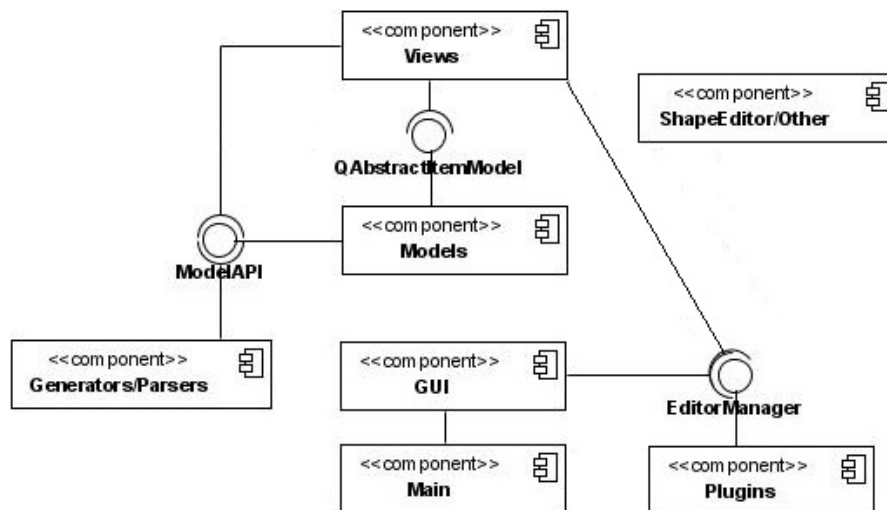 <<component>>
Views
<<component>>
ShapeEditor/Other
QAbstractItemModel
<<component>>
Models
ModelAPI
<<component>>
Generators/Parsers
<<component>>
GUI
EditorManager
<<component>>
Main
<<component>>
Plugins